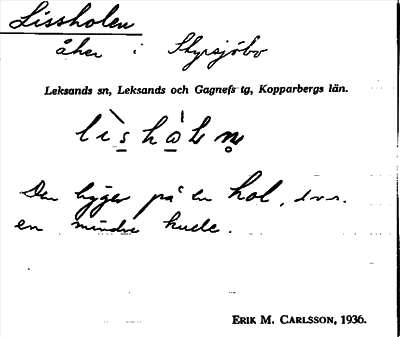 Lissholen
åker i Styrsjöbo
Leksands sn, Leksands och Gagnefs tg, Kopparbergs län.
Den ligger på en hol, d.v.s.
en mindre kulle.
ERIK M. CARLSSON, 1936.